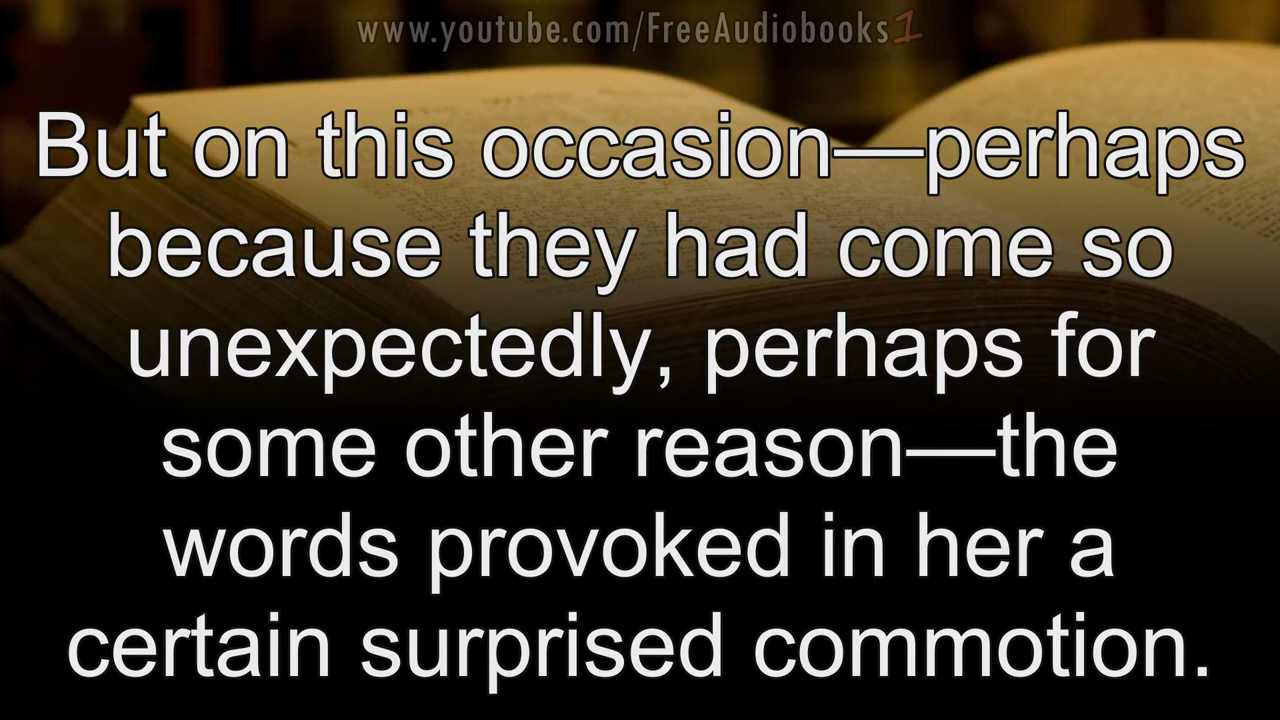 www.youtube.com/FreeAudiobooks1
But on this occasion—perhaps
because they had come so
unexpectedly, perhaps for
some other reason—the
words provoked in her a
certain surprised commotion.